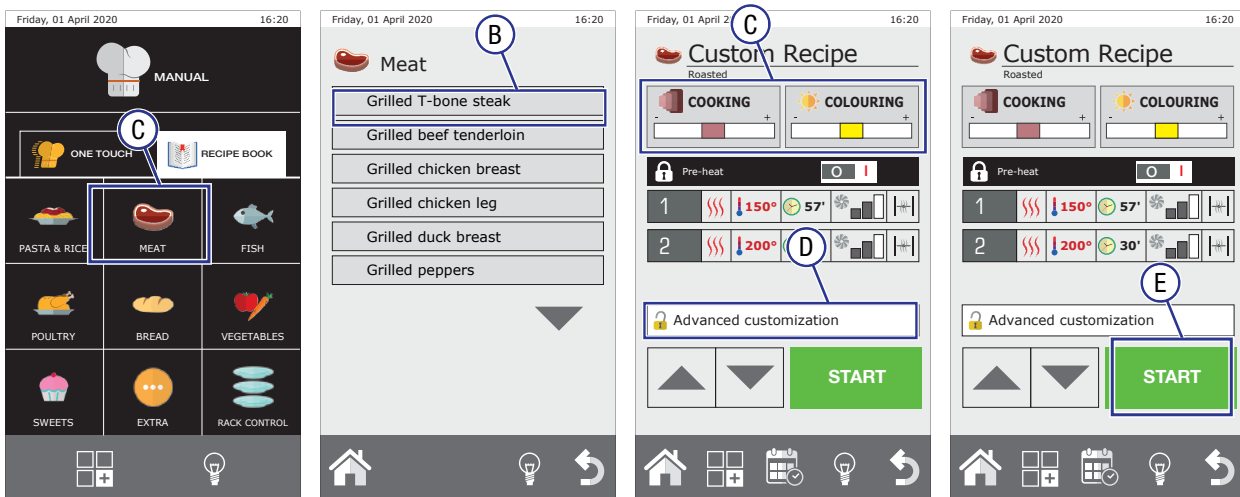 Friday, 01 April 2020 16:20
MANUAL
C
ONE TOUCH RECIPE BOOK
PASTA & RICE MEAT FISH
POULTRY BREAD VEGETABLES
SWEETS EXTRA RACK CONTROL
Friday, 01 April 2020 16:20
B
Meat
Grilled T-bone steak
Grilled beef tenderloin
Grilled chicken breast
Grilled chicken leg
Grilled duck breast
Grilled peppers
Friday, 01 April 2 16:20
C
Custom Recipe
Roasted
COOKING COLOURING
- + - +
Pre-heat O I
1 150° 57'
2 200°
D
Advanced customization
START
Friday, 01 April 2020 16:20
Custom Recipe
Roasted
COOKING COLOURING
- + - +
Pre-heat O I
1 150° 57'
2 200° 30'
E
Advanced customization
START